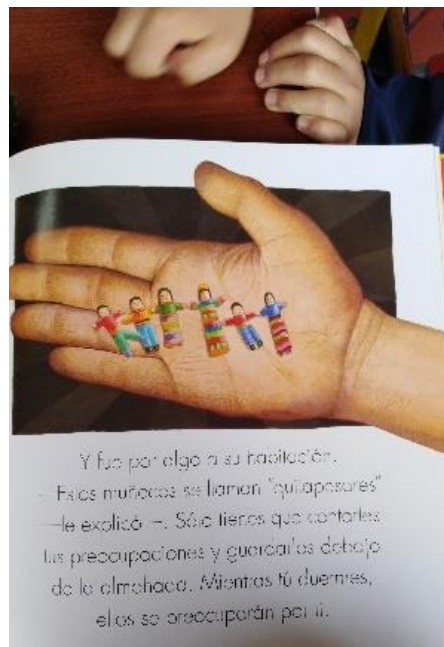 Y fue por algo a su habitación.
—Estos muñecos se llaman "quitapesares"
—le explicó—. Sólo tienes que contarles
tus preocupaciones y guardarlos debajo
de la almohada. Mientras tú duermes,
ellos se preocuparán por ti.